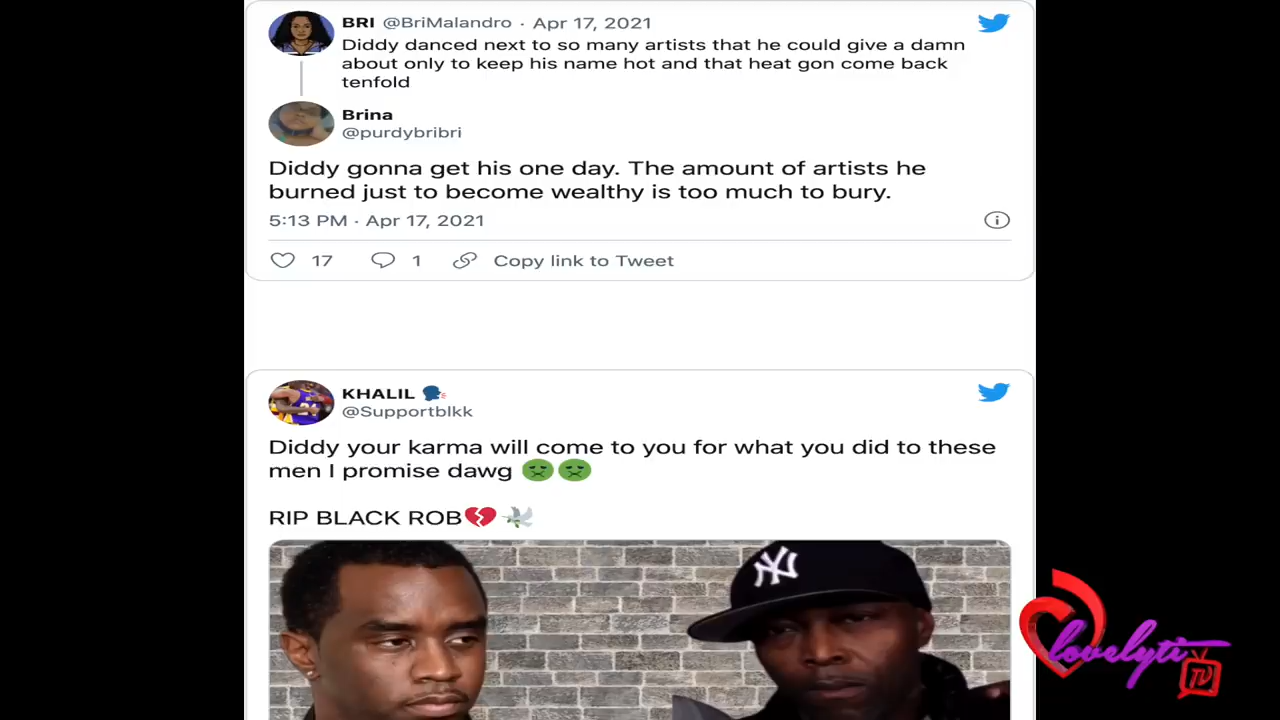 BRI @BriMalandro · Apr 17, 2021
Diddy danced next to so many artists that he could give a damn
about only to keep his name hot and that heat gon come back
tenfold
Brina
@purdybribri
Diddy gonna get his one day. The amount of artists he
burned just to become wealthy is too much to bury.
5:13 PM · Apr 17, 2021
17 1 Copy link to Tweet
KHALIL 🗣
@Supportblkk
Diddy your karma will come to you for what you did to these
men I promise dawg 🤢🤢
RIP BLACK ROB💔🕊
NY
lovelyti
TV